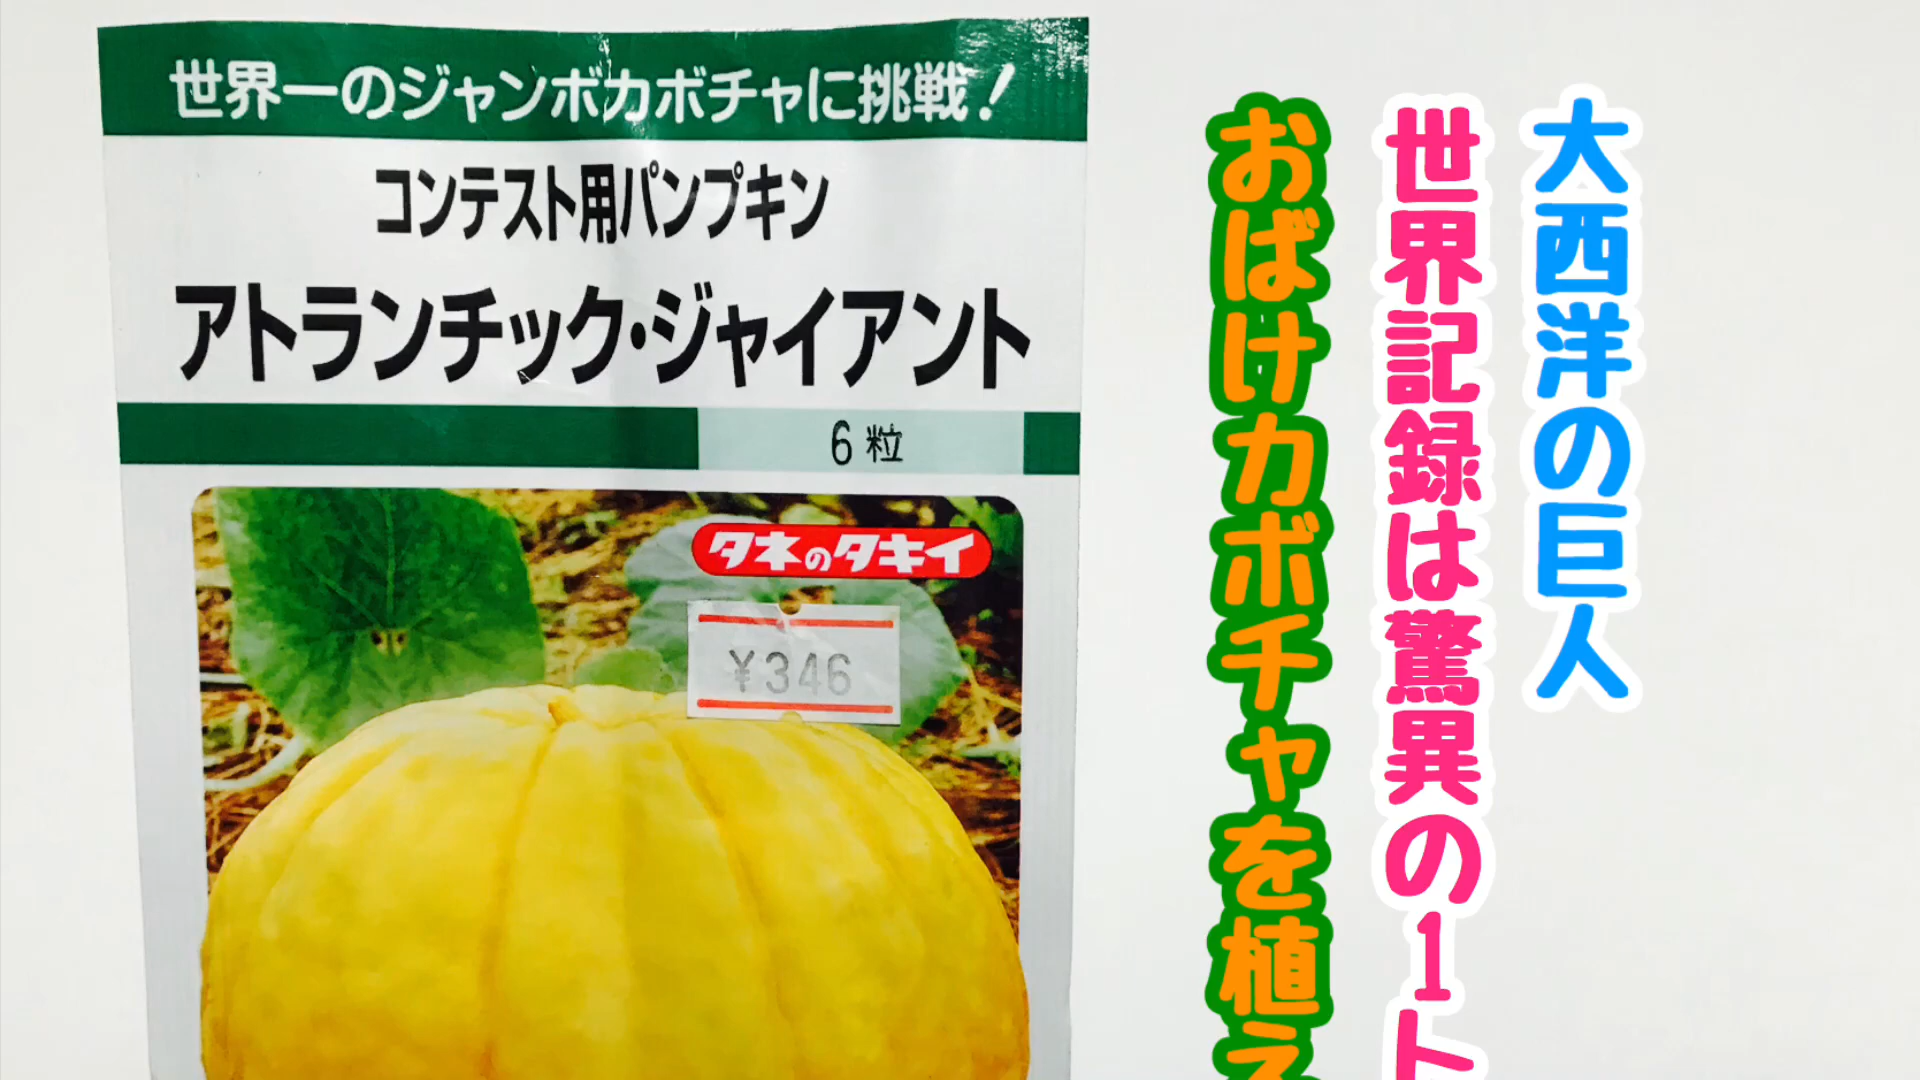 世界一のジャンボカボチャに挑戦!
コンテスト用パンプキン
アトランチック・ジャイアント
6粒
タネのタキイ
¥346
大西洋の巨人
世界記録は驚異の1ト
おばけカボチャを植え